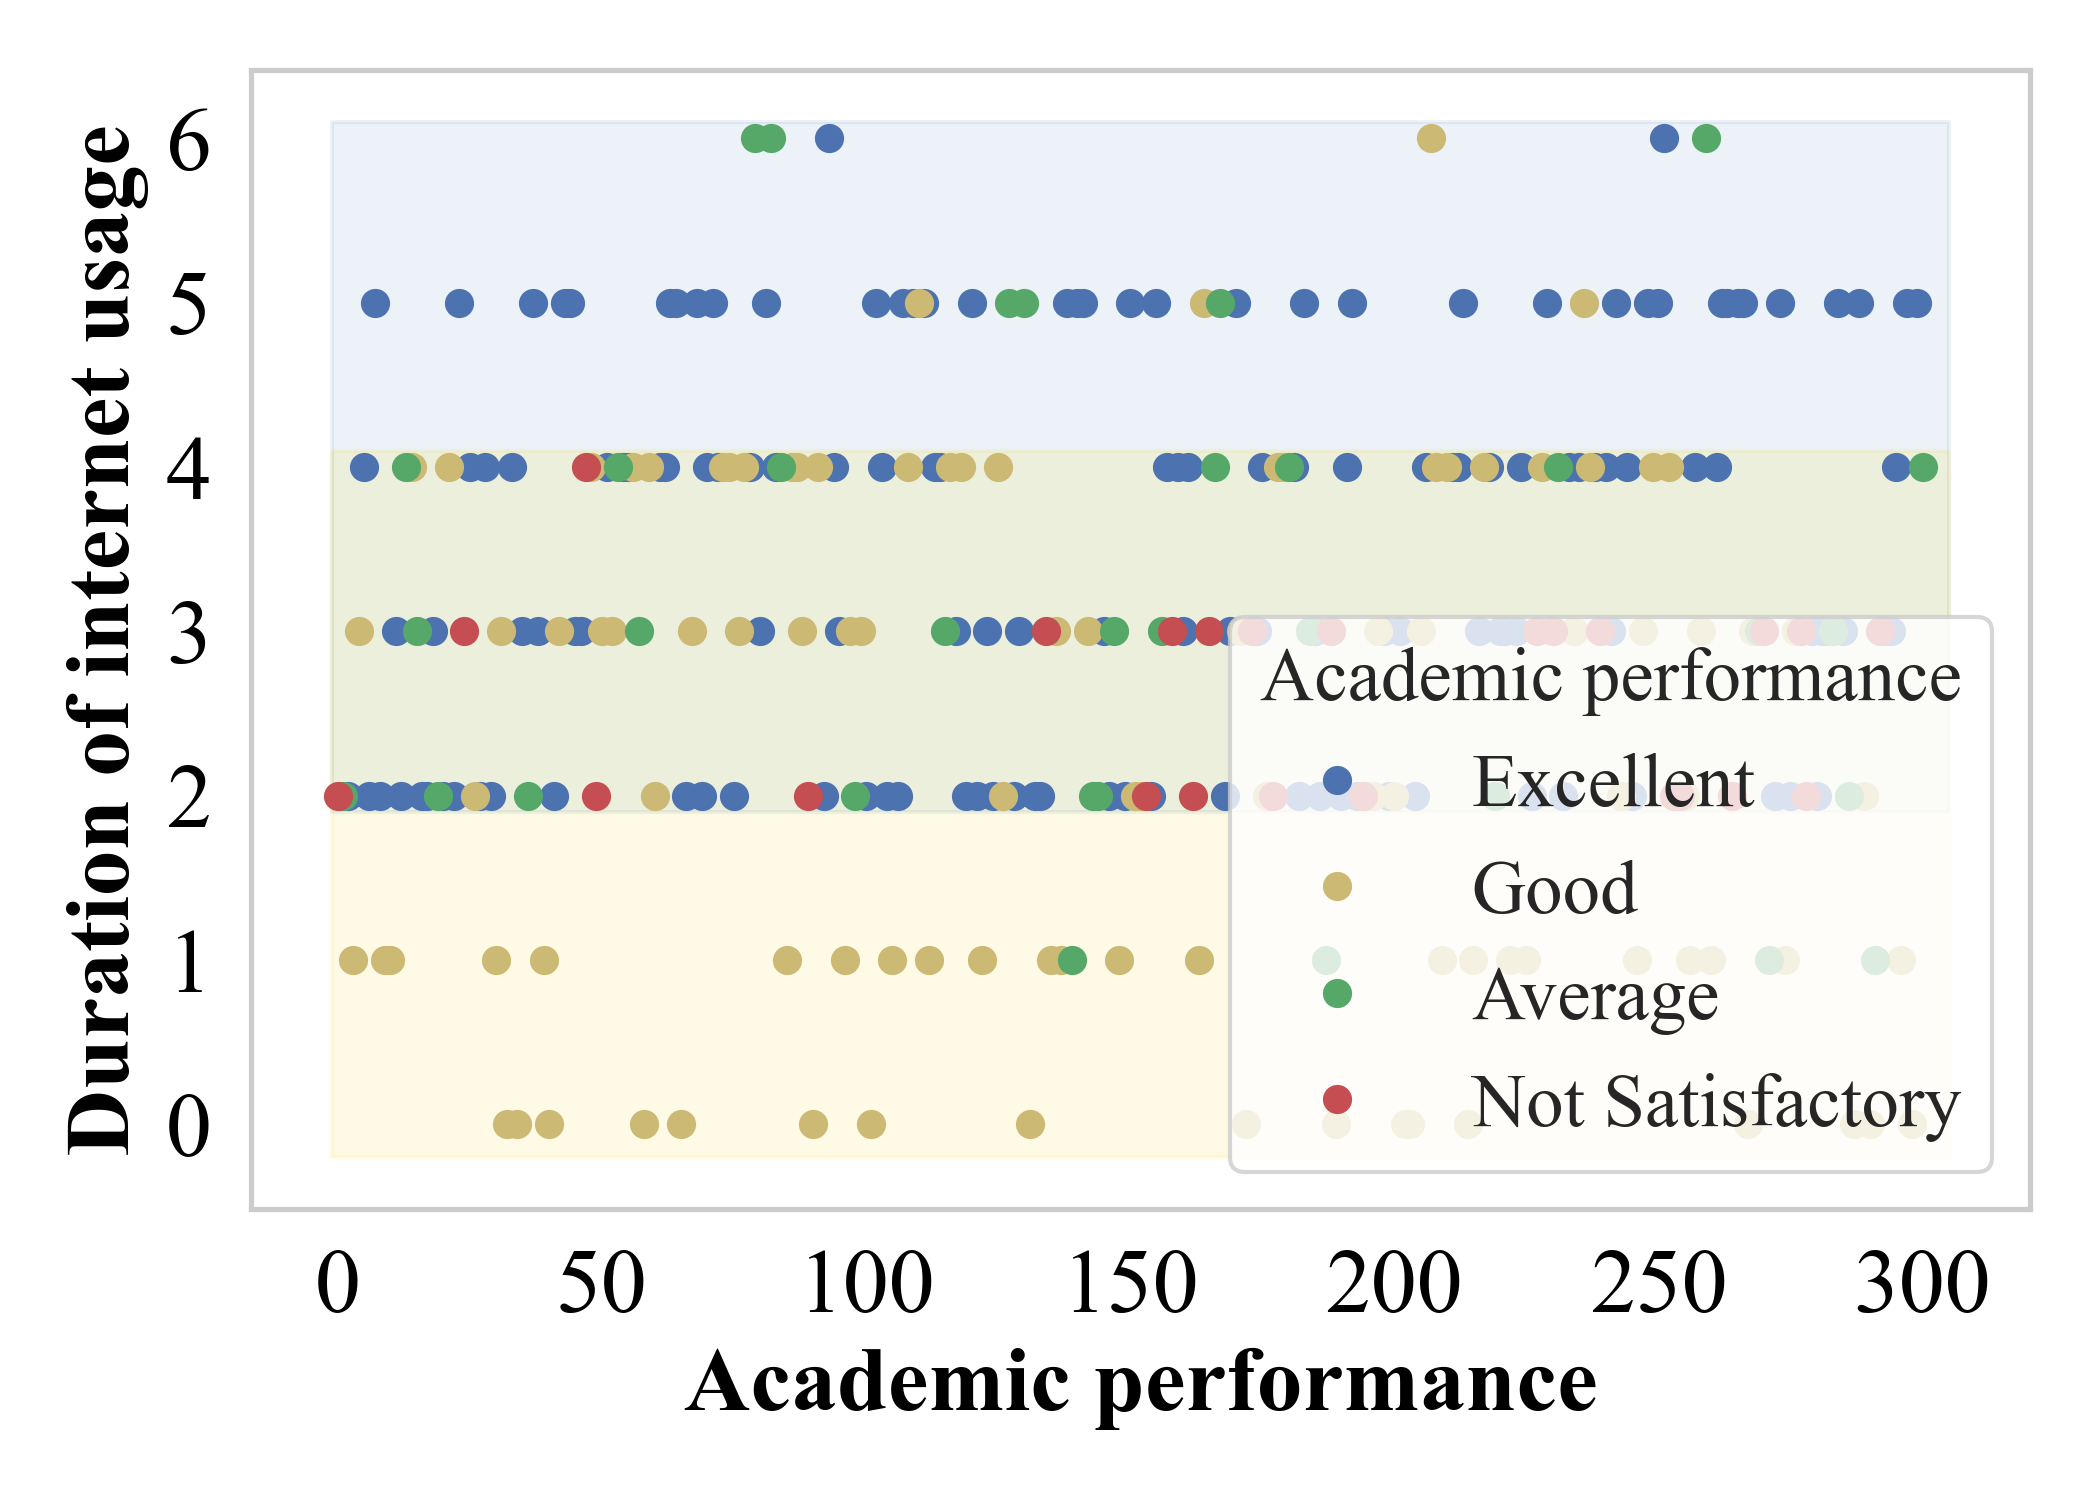 Duration of internet usage
6
5
4
3
2
1
0
Academic performance
Excellent
Good
Average
Not Satisfactory
0 50 100 150 200 250 300
Academic performance